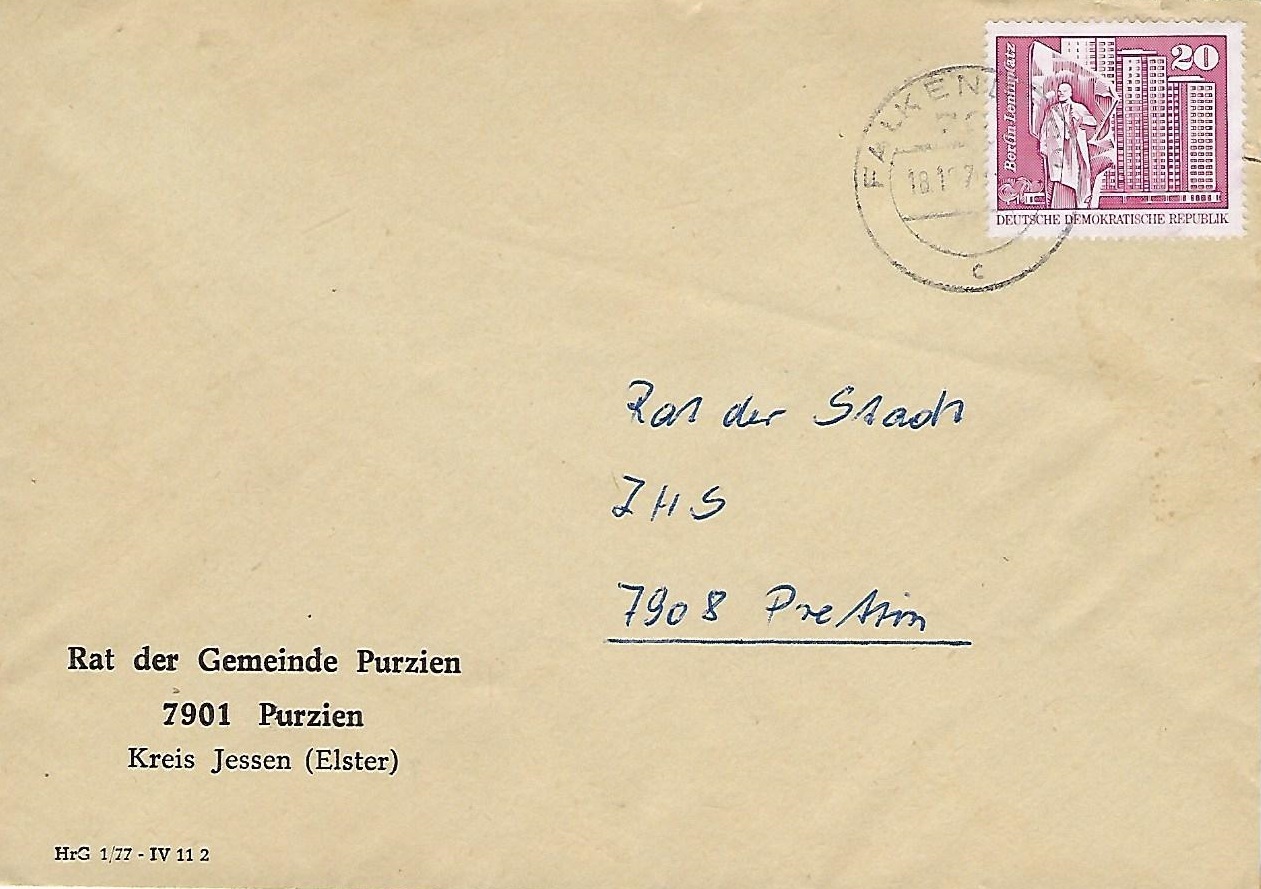 20
Berlin-Leninplatz
DEUTSCHE DEMOKRATISCHE REPUBLIK
c
Rat der Stadt
ZHS
7908 Prettin
Rat der Gemeinde Purzien
7901 Purzien
Kreis Jessen (Elster)
HrG 1/77 - IV 11 2